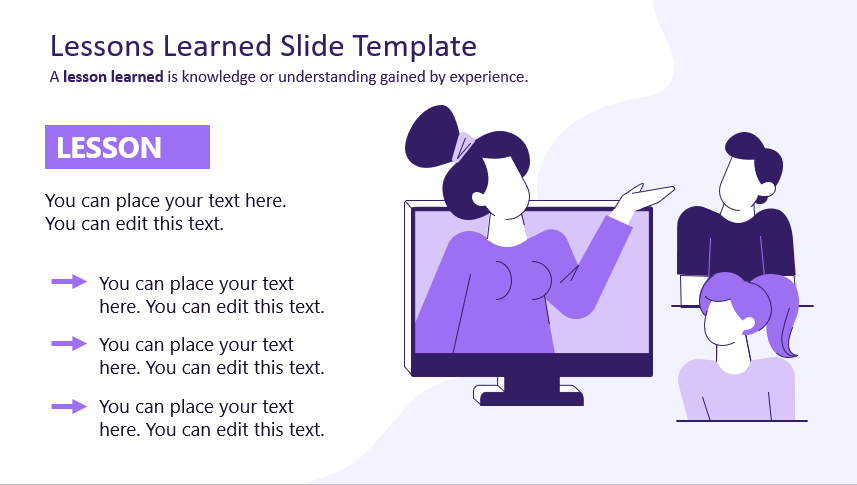 Lessons Learned Slide Template
A lesson learned is knowledge or understanding gained by experience.
LESSON
You can place your text here.
You can edit this text.
You can place your text
here. You can edit this text.
You can place your text
here. You can edit this text.
You can place your text
here. You can edit this text.